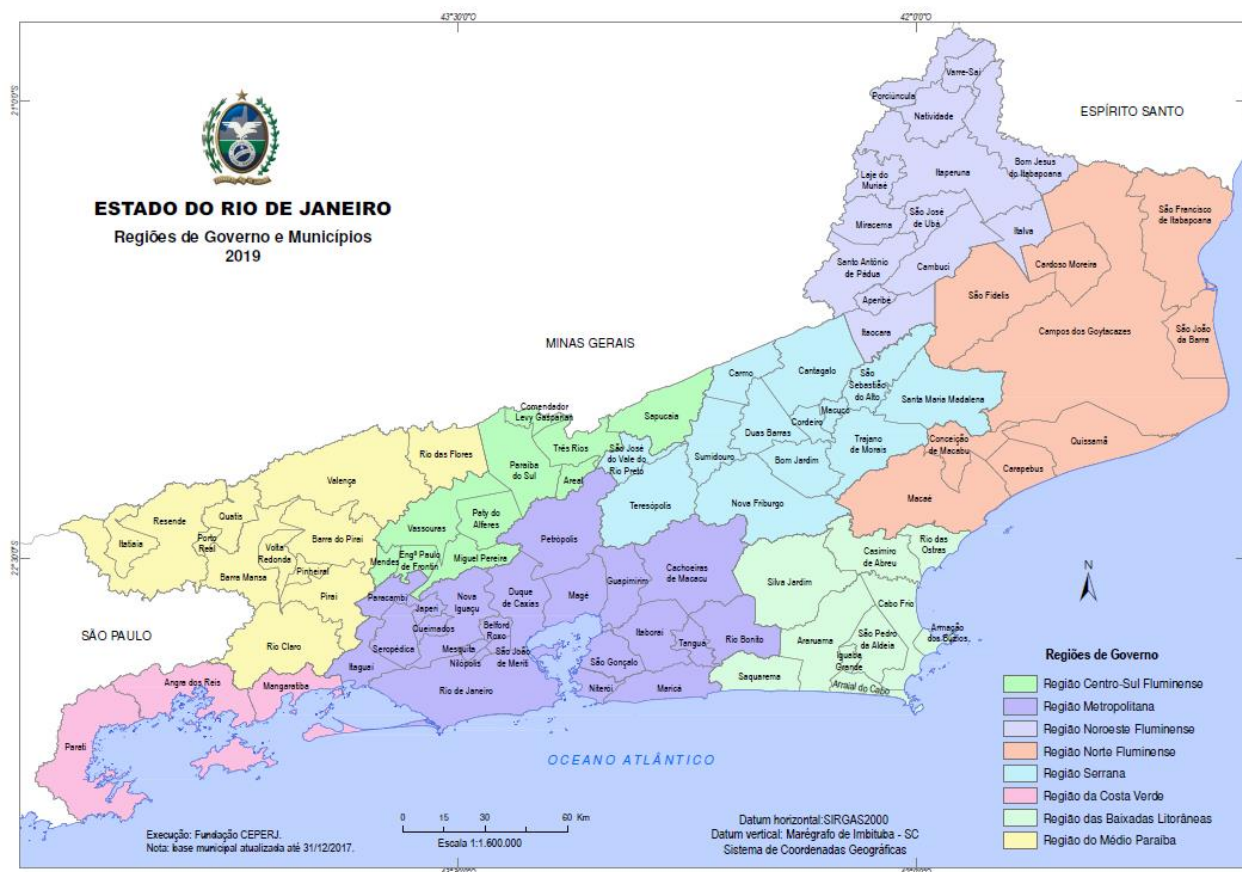 43°30'0"O
42°0'0"O
21°0'0"S
22°30'0"S
ESTADO DO RIO DE JANEIRO
Regiões de Governo e Municípios
2019
ESPÍRITO SANTO
MINAS GERAIS
SÃO PAULO
OCEANO ATLÂNTICO
Varre-Sai
Porciúncula
Natividade
Bom Jesus
do Itabapoana
Itaperuna
Laje do
Muriaé
São Francisco
de Itabapoana
São José
de Ubá
Miracema
Italva
Santo Antônio
de Pádua
Cambuci
Cardoso Moreira
Aperibé
São Fidelis
Itaocara
Campos dos Goytacazes
São João
da Barra
Carmo
Cantagalo
São
Sebastião
do Alto
Santa Maria Madalena
Comendador
Levy Gasparian
Sapucaia
Macuco
Cordeiro
Duas Barras
Trajano
de Morais
Conceição
de Macabu
Quissamã
Três Rios
São José
do Vale do
Rio Preto
Sumidouro
Bom Jardim
Carapebus
Rio das Flores
Paraíba
do Sul
Areal
Valença
Teresópolis
Nova Friburgo
Macaé
Quatis
Resende
Paty do
Alferes
Vassouras
Porto
Real
Itatiaia
Volta
Redonda
Barra do Piraí
Petrópolis
Rio das
Ostras
Casimiro
de Abreu
Mendes
Engº Paulo
de Frontin
Miguel Pereira
Cachoeiras
de Macacu
Pinheiral
Barra Mansa
Guapimirim
Silva Jardim
Piraí
Paracambi
Japeri
Nova
Iguaçu
Duque
de Caxias
Magé
Cabo Frio
Queimados
Belford
Roxo
Itaboraí
Tanguá
Rio Bonito
Araruama
São Pedro
da Aldeia
Armação
dos Búzios
Rio Claro
Seropédica
Mesquita
Nilópolis
São João
de Meriti
Iguaba
Grande
Itaguaí
São Gonçalo
Saquarema
Angra dos Reis
Mangaratiba
Rio de Janeiro
Niterói
Maricá
Arraial do Cabo
Parati
N
Regiões de Governo
Região Centro-Sul Fluminense
Região Metropolitana
Região Noroeste Fluminense
Região Norte Fluminense
Região Serrana
Região da Costa Verde
Região das Baixadas Litorâneas
Região do Médio Paraíba
0 15 30 60 Km
Escala 1:1.600.000
Execução: Fundação CEPERJ.
Nota: base municipal atualizada até 31/12/2017.
Datum horizontal:SIRGAS2000
Datum vertical: Marégrafo de Imbituba - SC
Sistema de Coordenadas Geográficas